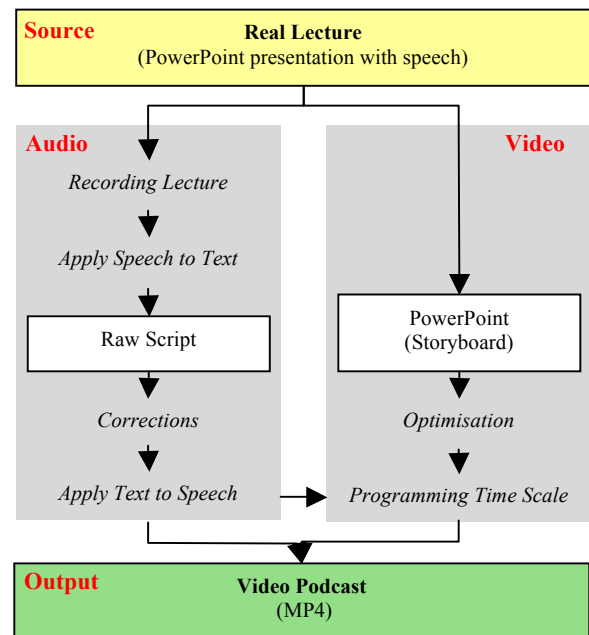 Source
Real Lecture
(PowerPoint presentation with speech)
Audio
Recording Lecture
Apply Speech to Text
Raw Script
Corrections
Apply Text to Speech
Video
PowerPoint
(Storyboard)
Optimisation
Programming Time Scale
Output
Video Podcast
(MP4)